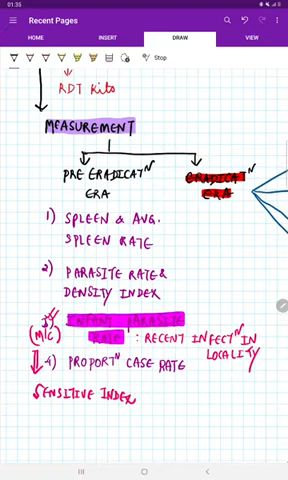 01:35
Recent Pages
HOME
INSERT
DRAW
VIEW
Stop
RDT Kits
MEASUREMENT
PRE ERADICATᴺ
ERA
ERADICATᴺ
ERA
1) SPLEEN & AVG.
SPLEEN RATE
2) PARASITE RATE &
DENSITY INDEX
3) INFANT PARASITE
RATE : RECENT INFECTᴺ IN
LOCALITY
(M/C)
4) PROPORTᴺ CASE RATE
SENSITIVE INDEX